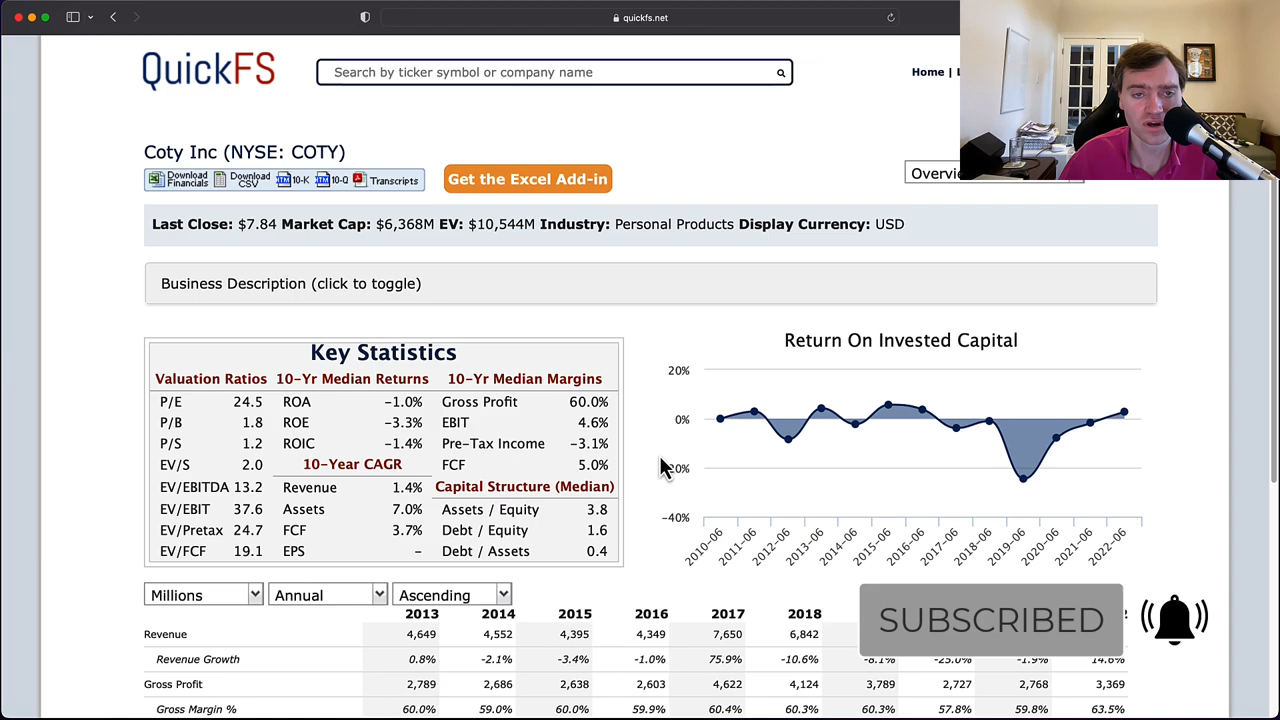 quickfs.net
QuickFS
Search by ticker symbol or company name
Home |
Coty Inc (NYSE: COTY)
Download Financials
Download CSV
10-K
10-Q
Transcripts
Get the Excel Add-in
Last Close: $7.84 Market Cap: $6,368M EV: $10,544M Industry: Personal Products Display Currency: USD
Business Description (click to toggle)
Key Statistics
Valuation Ratios 10-Yr Median Returns 10-Yr Median Margins
P/E 24.5 ROA -1.0% Gross Profit 60.0%
P/B 1.8 ROE -3.3% EBIT 4.6%
P/S 1.2 ROIC -1.4% Pre-Tax Income -3.1%
EV/S 2.0 10-Year CAGR FCF 5.0%
EV/EBITDA 13.2 Revenue 1.4% Capital Structure (Median)
EV/EBIT 37.6 Assets 7.0% Assets / Equity 3.8
EV/Pretax 24.7 FCF 3.7% Debt / Equity 1.6
EV/FCF 19.1 EPS - Debt / Assets 0.4
Return On Invested Capital
20%
0%
20%
-40%
2010-06 2011-06 2012-06 2013-06 2014-06 2015-06 2016-06 2017-06 2018-06 2019-06 2020-06 2021-06 2022-06
Millions Annual Ascending
SUBSCRIBED
2013 2014 2015 2016 2017 2018
Revenue 4,649 4,552 4,395 4,349 7,650 6,842
Revenue Growth 0.8% -2.1% -3.4% -1.0% 75.9% -10.6% -8.1% -25.0% -1.9% 14.6%
Gross Profit 2,789 2,686 2,638 2,603 4,622 4,124 3,789 2,727 2,768 3,369
Gross Margin % 60.0% 59.0% 60.0% 59.9% 60.4% 60.3% 60.3% 57.8% 59.8% 63.5%